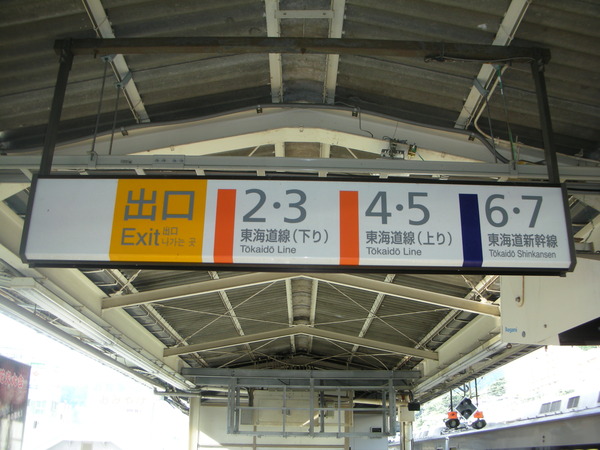 出口
Exit 出口
나가는 곳
2・3
東海道線（下り）
Tōkaidō Line
4・5
東海道線（上り）
Tōkaidō Line
6・7
東海道新幹線
Tōkaidō Shinkansen